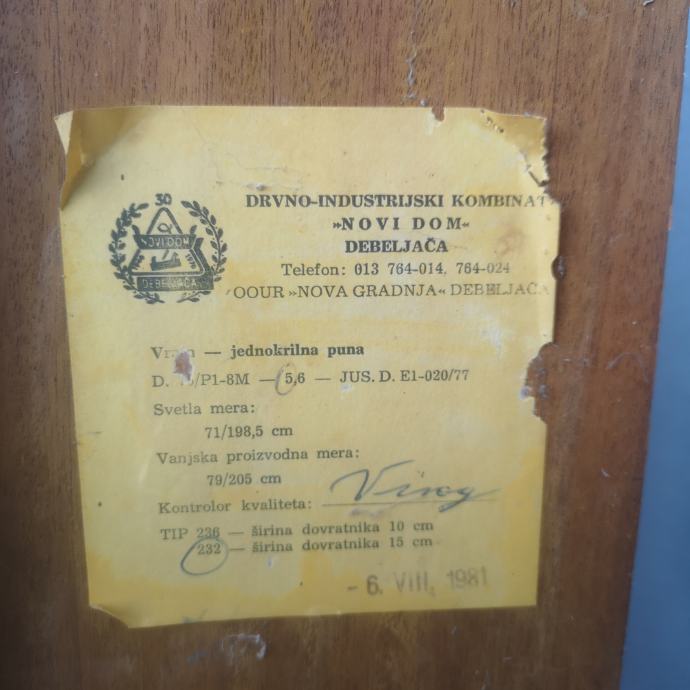 30
NOVI DOM
DEBELJAČA
DRVNO-INDUSTRIJSKI KOMBINAT
»NOVI DOM«
DEBELJAČA
Telefon: 013 764-014, 764-024
OOUR »NOVA GRADNJA« DEBELJAČA
— jednokrilna puna
D. /P1-8M — 5,6 — JUS. D. E1-020/77
Svetla mera:
71/198,5 cm
Vanjska proizvodna mera:
79/205 cm
Kontrolor kvaliteta:
TIP 236 — širina dovratnika 10 cm
232 — širina dovratnika 15 cm
- 6. VIII. 1981